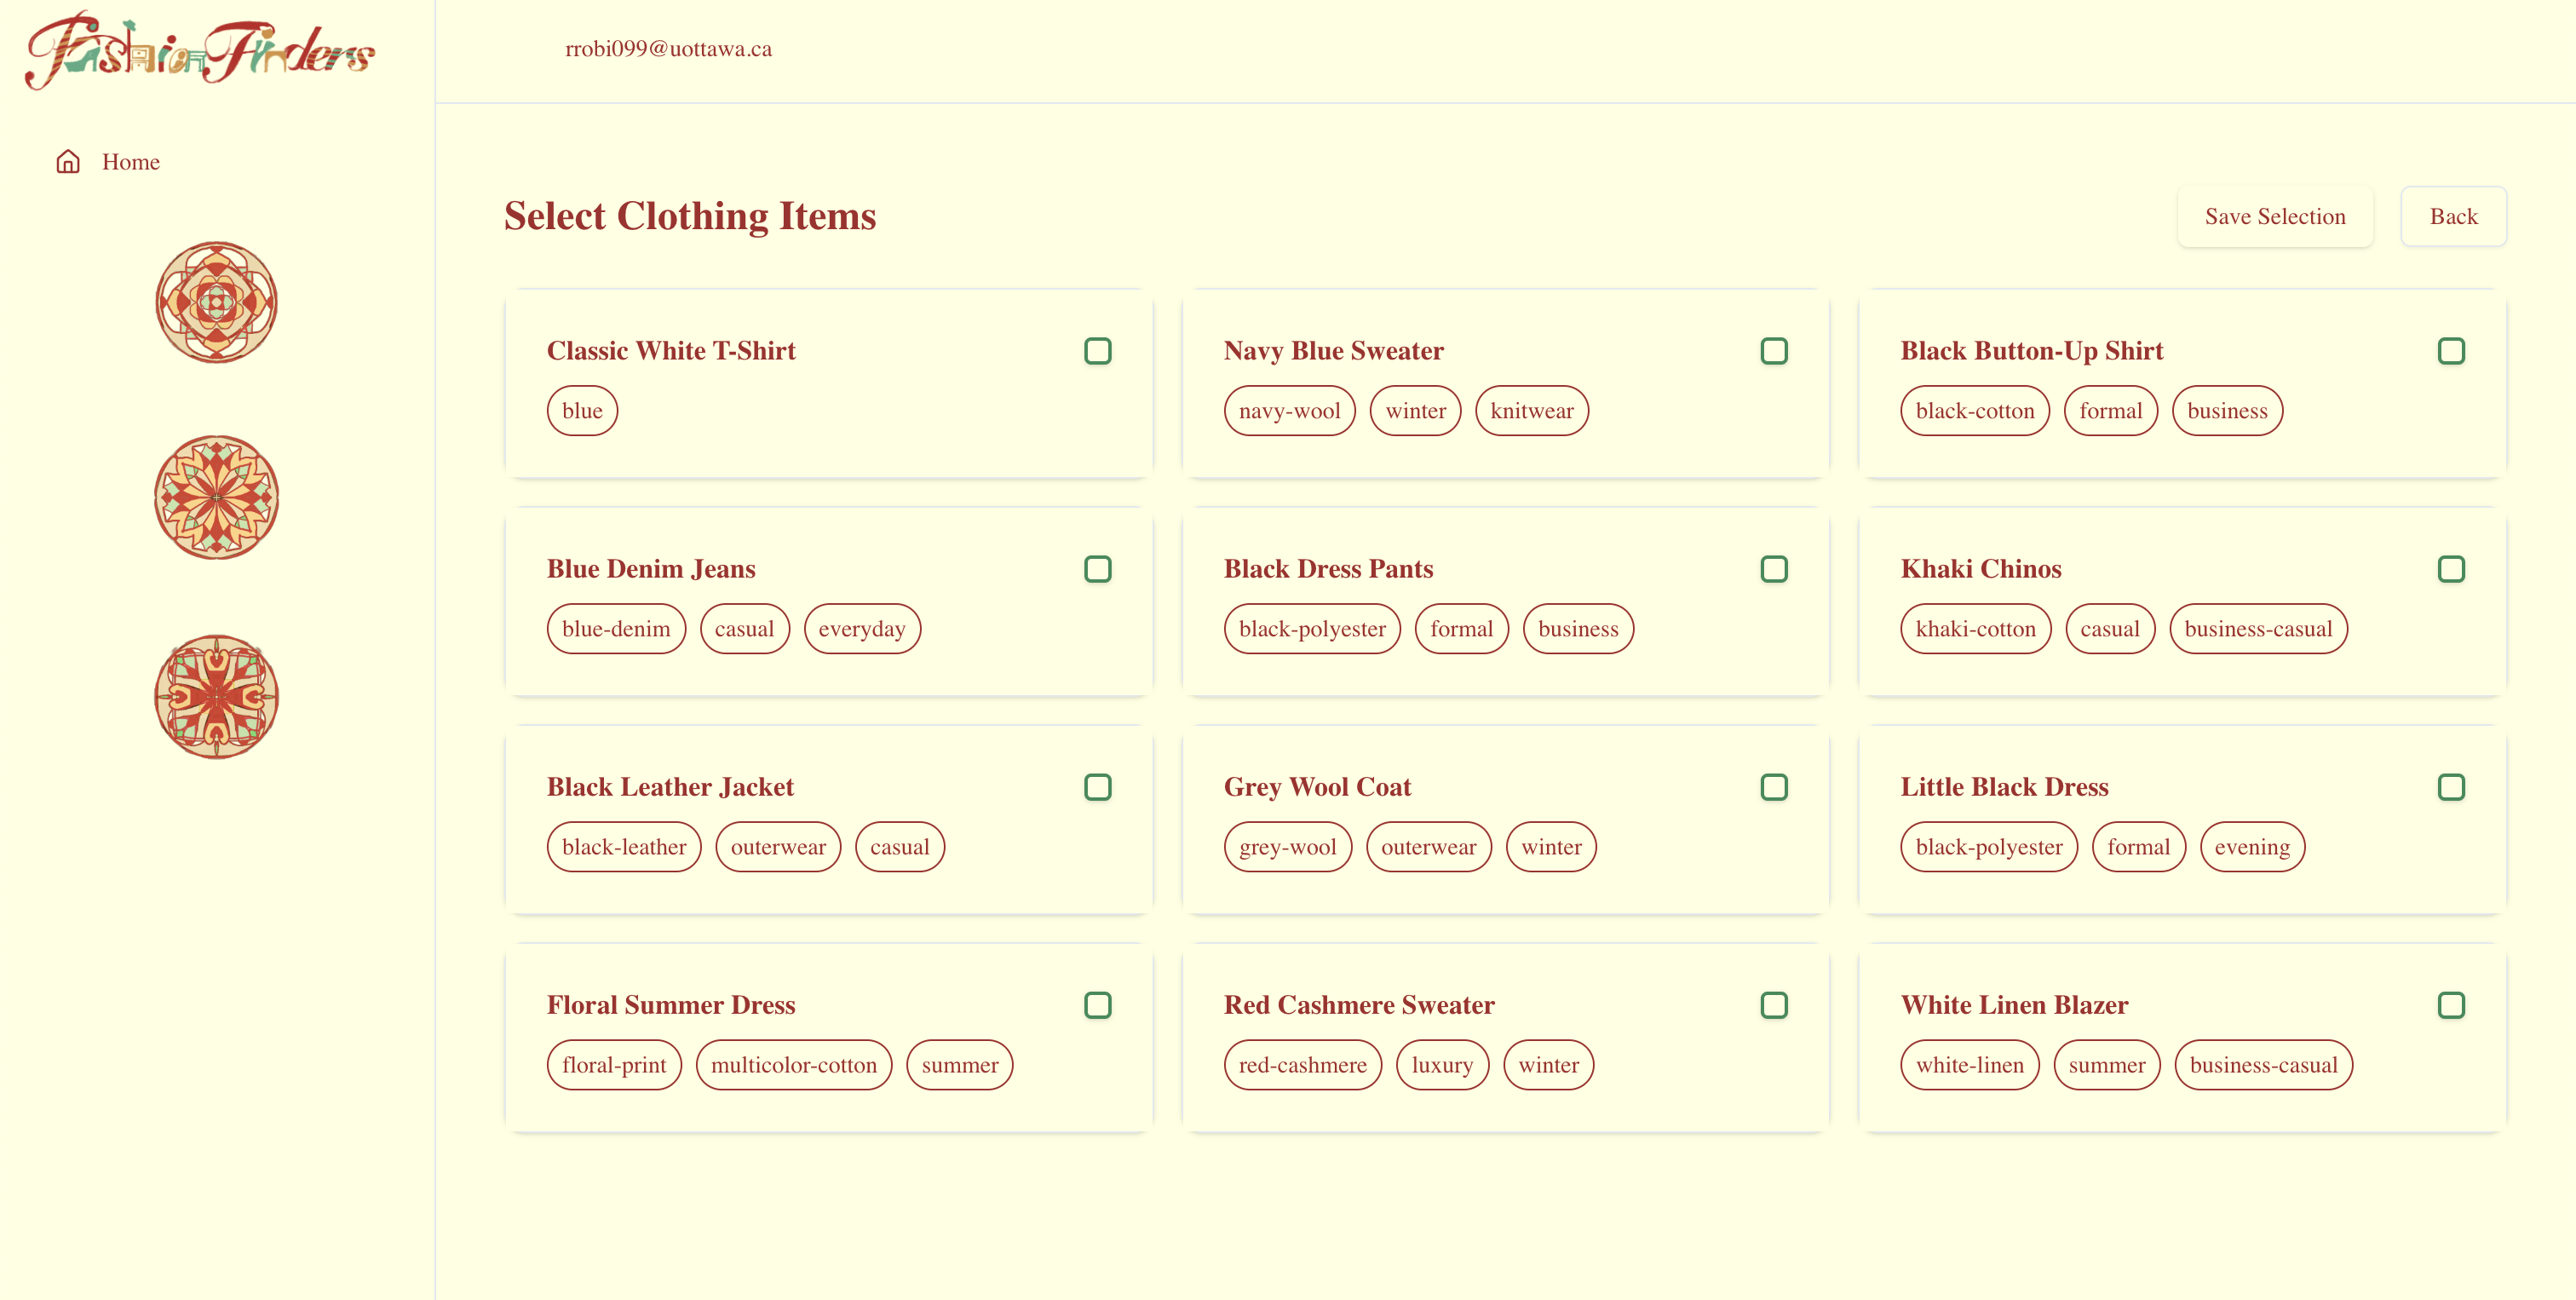 Fashion Finders
rrobi099@uottawa.ca
Home
Select Clothing Items
Save Selection
Back
Classic White T-Shirt
blue
Navy Blue Sweater
navy-wool winter knitwear
Black Button-Up Shirt
black-cotton formal business
Blue Denim Jeans
blue-denim casual everyday
Black Dress Pants
black-polyester formal business
Khaki Chinos
khaki-cotton casual business-casual
Black Leather Jacket
black-leather outerwear casual
Grey Wool Coat
grey-wool outerwear winter
Little Black Dress
black-polyester formal evening
Floral Summer Dress
floral-print multicolor-cotton summer
Red Cashmere Sweater
red-cashmere luxury winter
White Linen Blazer
white-linen summer business-casual